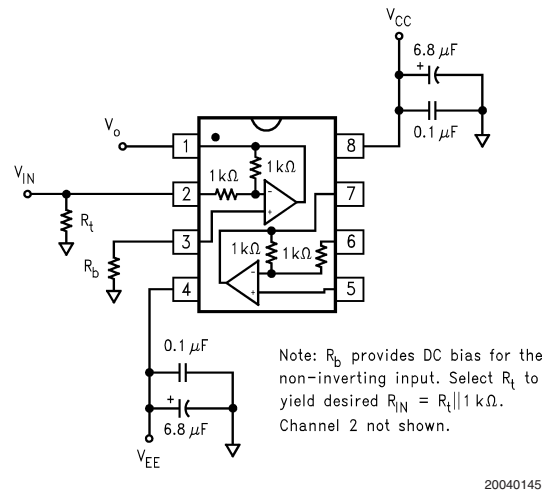 V_CC
6.8 μF
+
0.1 μF
V_o
1
8
1 kΩ
1 kΩ
V_IN
2
7
-
+
R_t
3
6
1 kΩ
1 kΩ
R_b
4
5
-
+
0.1 μF
+
6.8 μF
V_EE
Note: R_b provides DC bias for the
non-inverting input. Select R_t to
yield desired R_IN = R_t||1 kΩ.
Channel 2 not shown.
20040145